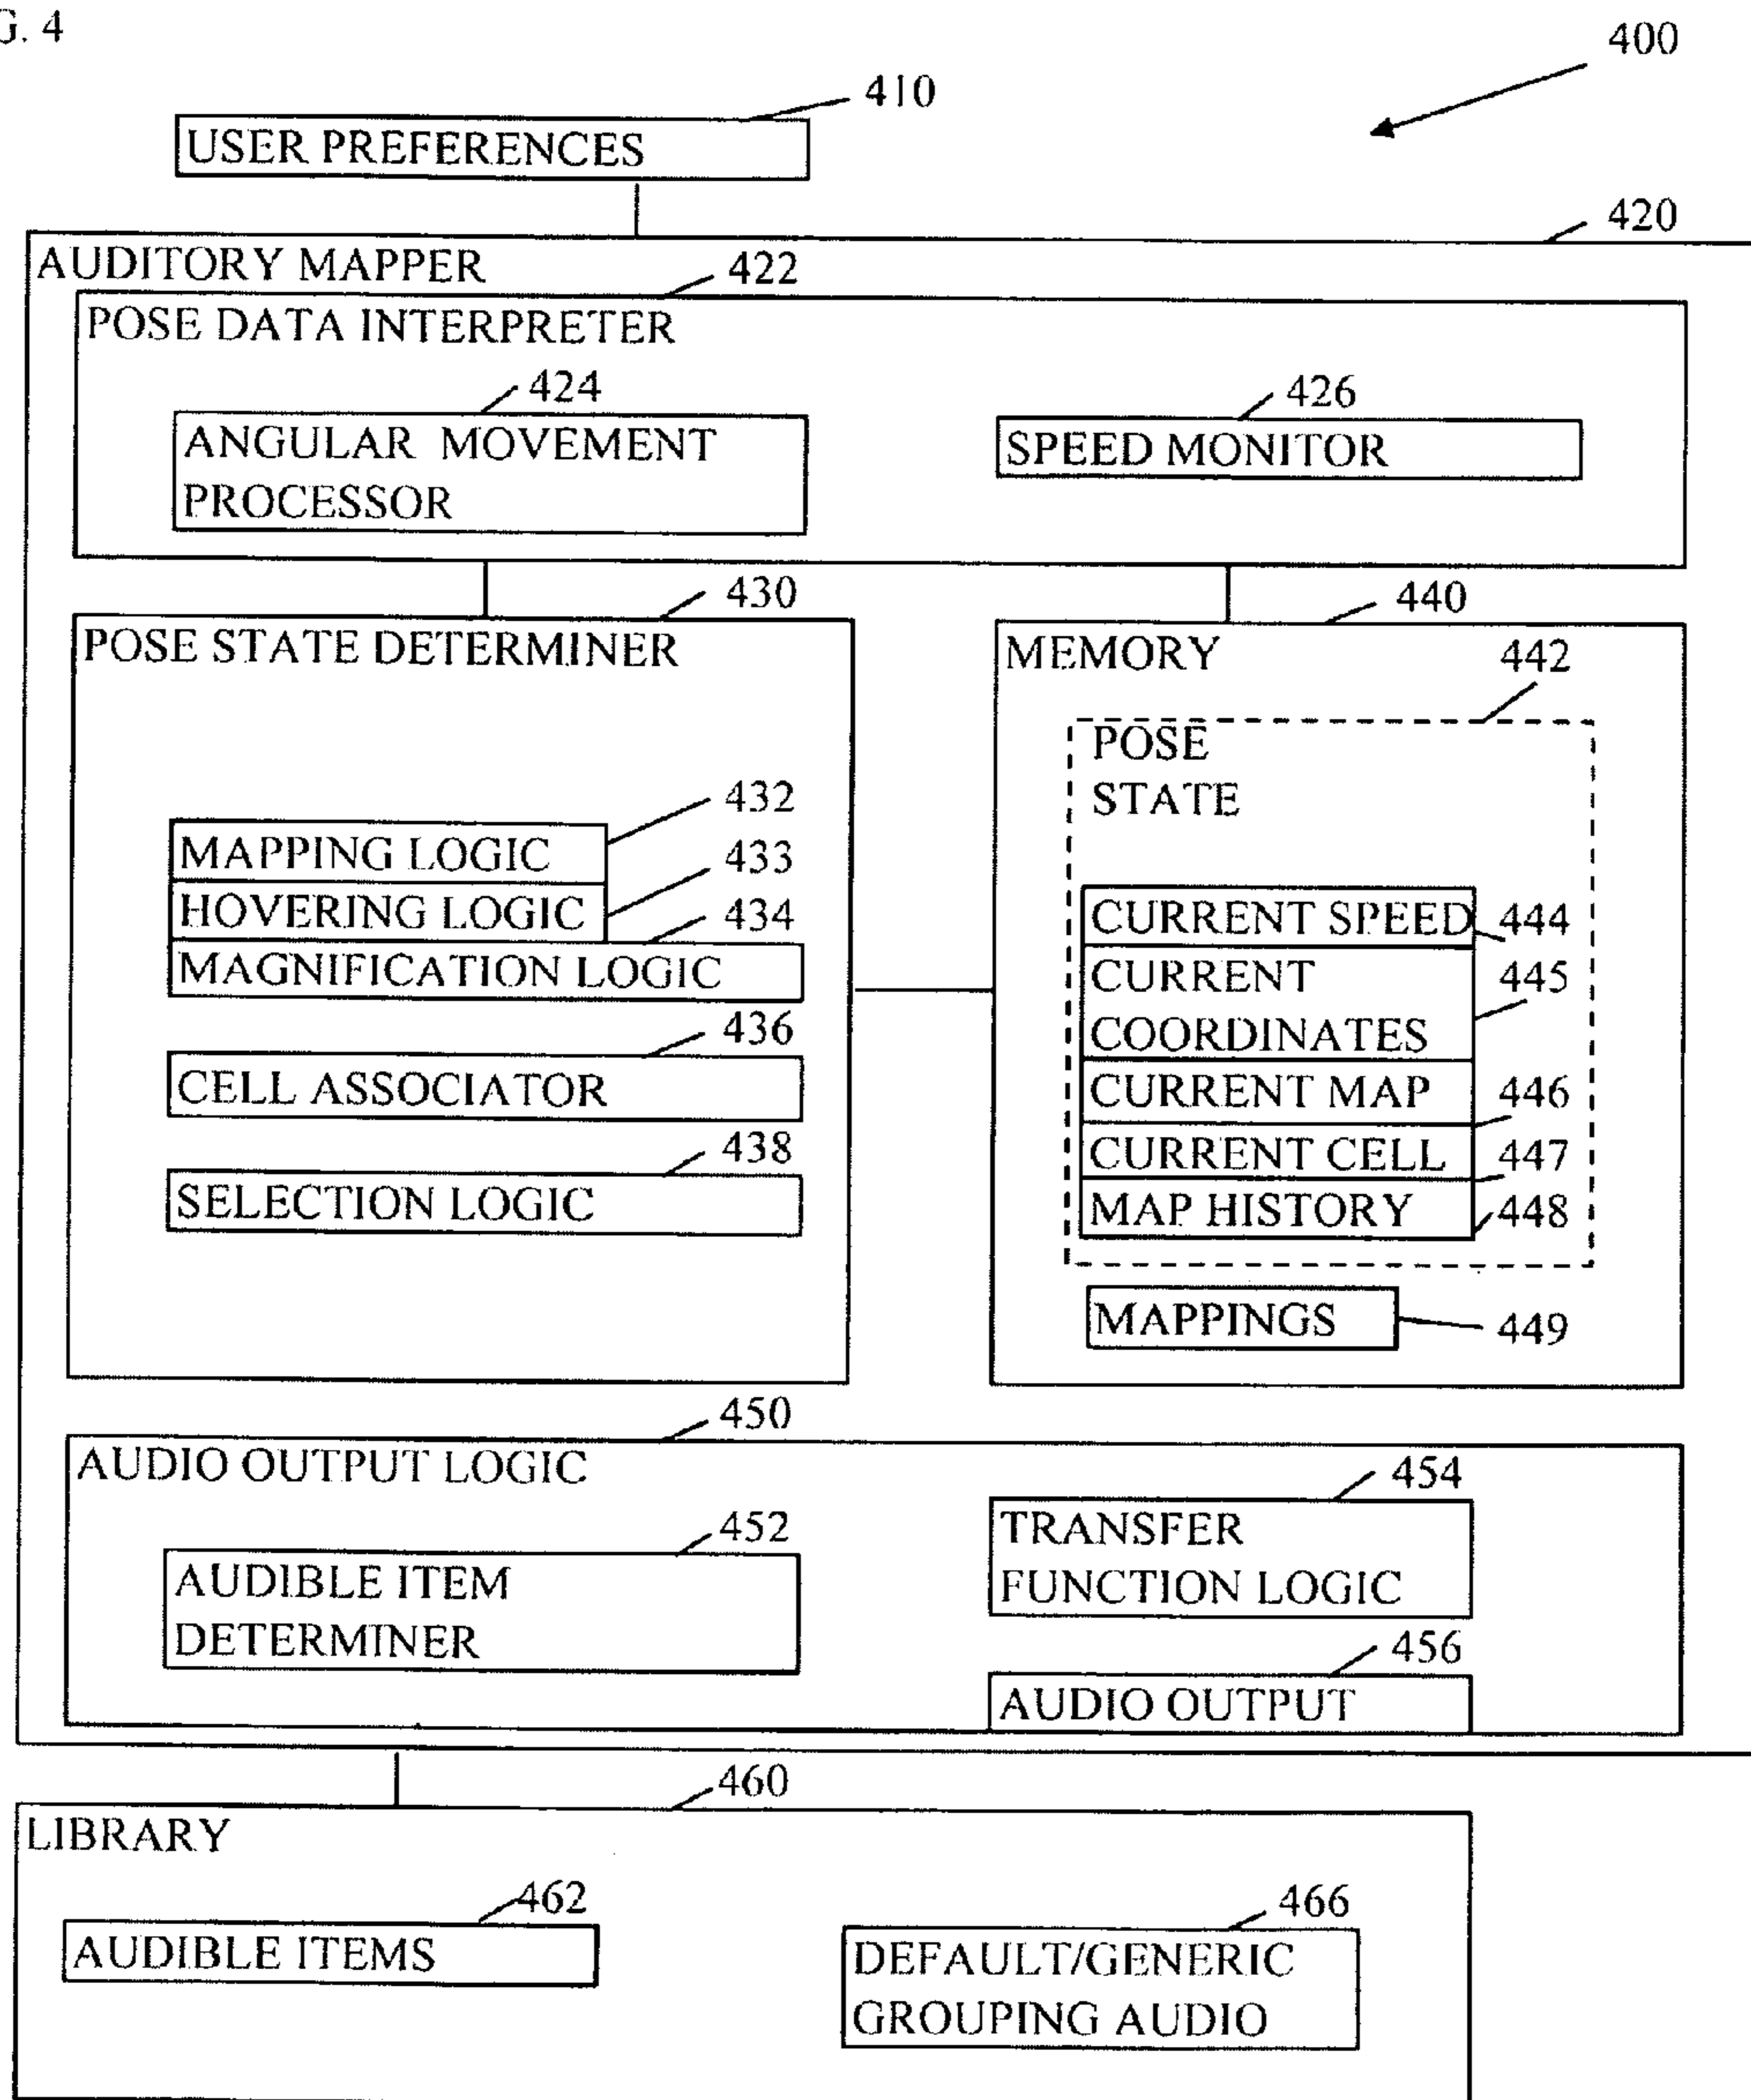 G. 4
400
410
USER PREFERENCES
420
AUDITORY MAPPER
422
POSE DATA INTERPRETER
424
426
ANGULAR MOVEMENT
PROCESSOR
SPEED MONITOR
430
440
POSE STATE DETERMINER
MEMORY
442
POSE
STATE
432
MAPPING LOGIC
433
HOVERING LOGIC
434
MAGNIFICATION LOGIC
436
CELL ASSOCIATOR
438
SELECTION LOGIC
CURRENT SPEED
444
CURRENT
COORDINATES
445
CURRENT MAP
446
CURRENT CELL
447
MAP HISTORY
448
MAPPINGS
449
450
AUDIO OUTPUT LOGIC
454
452
TRANSFER
FUNCTION LOGIC
AUDIBLE ITEM
DETERMINER
456
AUDIO OUTPUT
460
LIBRARY
462
466
AUDIBLE ITEMS
DEFAULT/GENERIC
GROUPING AUDIO